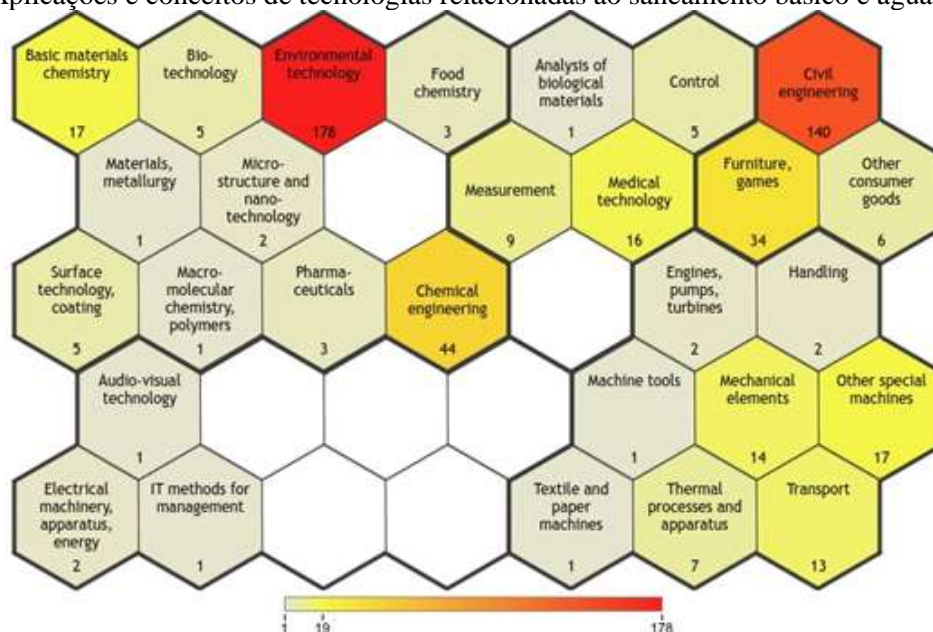 Aplicações e conceitos de tecnologias relacionadas ao saneamento básico e água
Basic materials
chemistry
17
Bio-
technology
5
Environmental
technology
178
Food
chemistry
3
Analysis of
biological
materials
1
Control
5
Civil
engineering
140
Materials,
metallurgy
1
Micro-
structure and
nano-
technology
2
Measurement
9
Medical
technology
16
Furniture,
games
34
Other
consumer
goods
6
Surface
technology,
coating
5
Macro-
molecular
chemistry,
polymers
1
Pharma-
ceuticals
3
Chemical
engineering
44
Engines,
pumps,
turbines
2
Handling
2
Audio-visual
technology
1
Machine tools
1
Mechanical
elements
14
Other special
machines
17
Electrical
machinery,
apparatus,
energy
2
IT methods for
management
1
Textile and
paper
machines
1
Thermal
processes and
apparatus
7
Transport
13
1 19 178